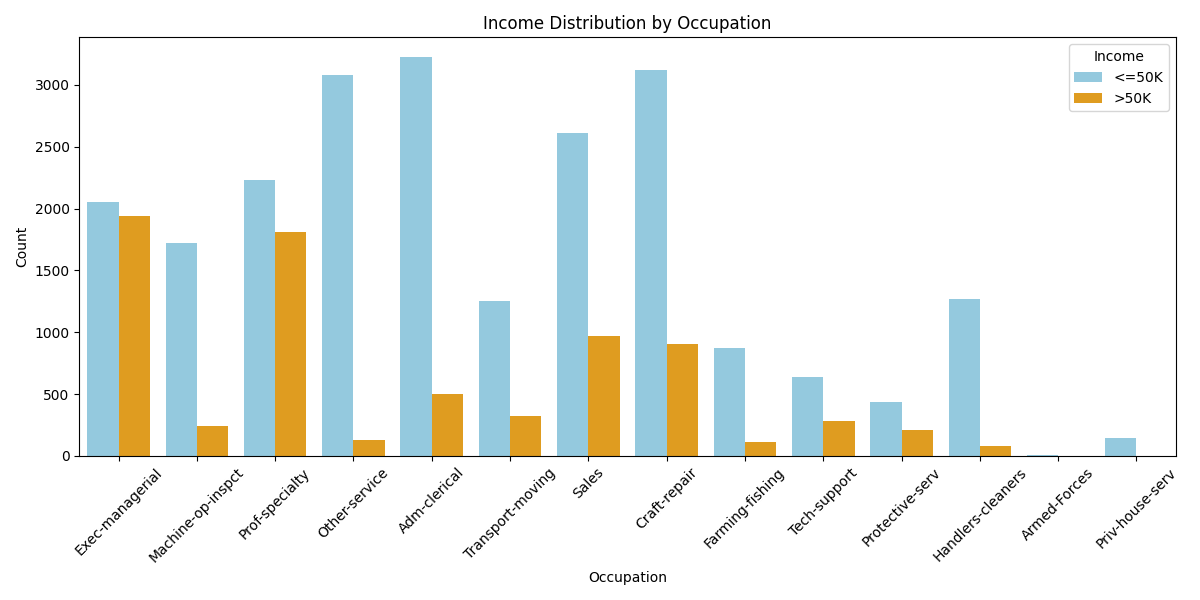 Income Distribution by Occupation
Income
<=50K
>50K
Count
3000
2500
2000
1500
1000
500
0
Exec-managerial
Machine-op-inspct
Prof-specialty
Other-service
Adm-clerical
Transport-moving
Sales
Craft-repair
Farming-fishing
Tech-support
Protective-serv
Handlers-cleaners
Armed-Forces
Priv-house-serv
Occupation